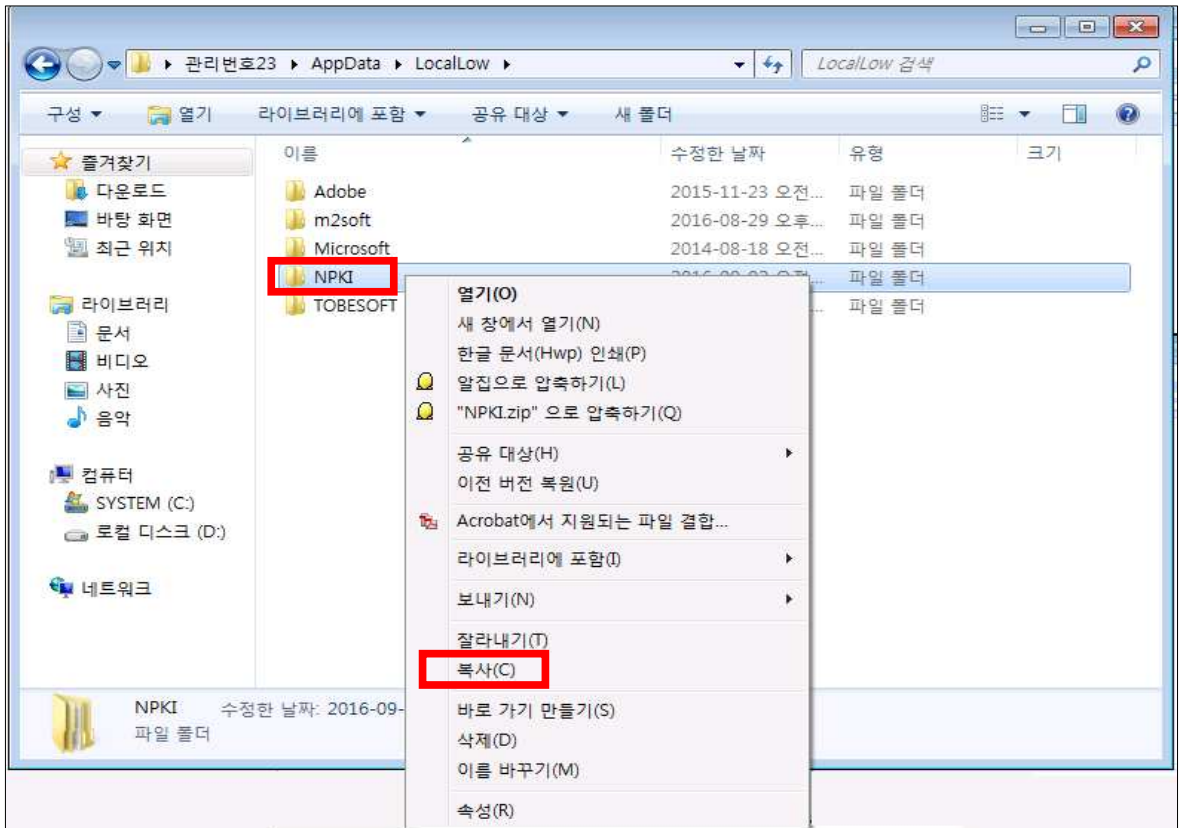 관리번호23 ▸ AppData ▸ LocalLow ▸
LocalLow 검색
구성 열기 라이브러리에 포함 공유 대상 새 폴더
이름 수정한 날짜 유형 크기
즐겨찾기
다운로드
바탕 화면
최근 위치
라이브러리
문서
비디오
사진
음악
컴퓨터
SYSTEM (C:)
로컬 디스크 (D:)
네트워크
Adobe 2015-11-23 오전... 파일 폴더
m2soft 2016-08-29 오후... 파일 폴더
Microsoft 2014-08-18 오전... 파일 폴더
NPKI 파일 폴더
TOBESOFT 파일 폴더
열기(O)
새 창에서 열기(N)
한글 문서(Hwp) 인쇄(P)
알집으로 압축하기(L)
"NPKI.zip" 으로 압축하기(Q)
공유 대상(H)
이전 버전 복원(U)
Acrobat에서 지원되는 파일 결합...
라이브러리에 포함(I)
보내기(N)
잘라내기(T)
복사(C)
바로 가기 만들기(S)
삭제(D)
이름 바꾸기(M)
속성(R)
NPKI 수정한 날짜: 2016-09-
파일 폴더